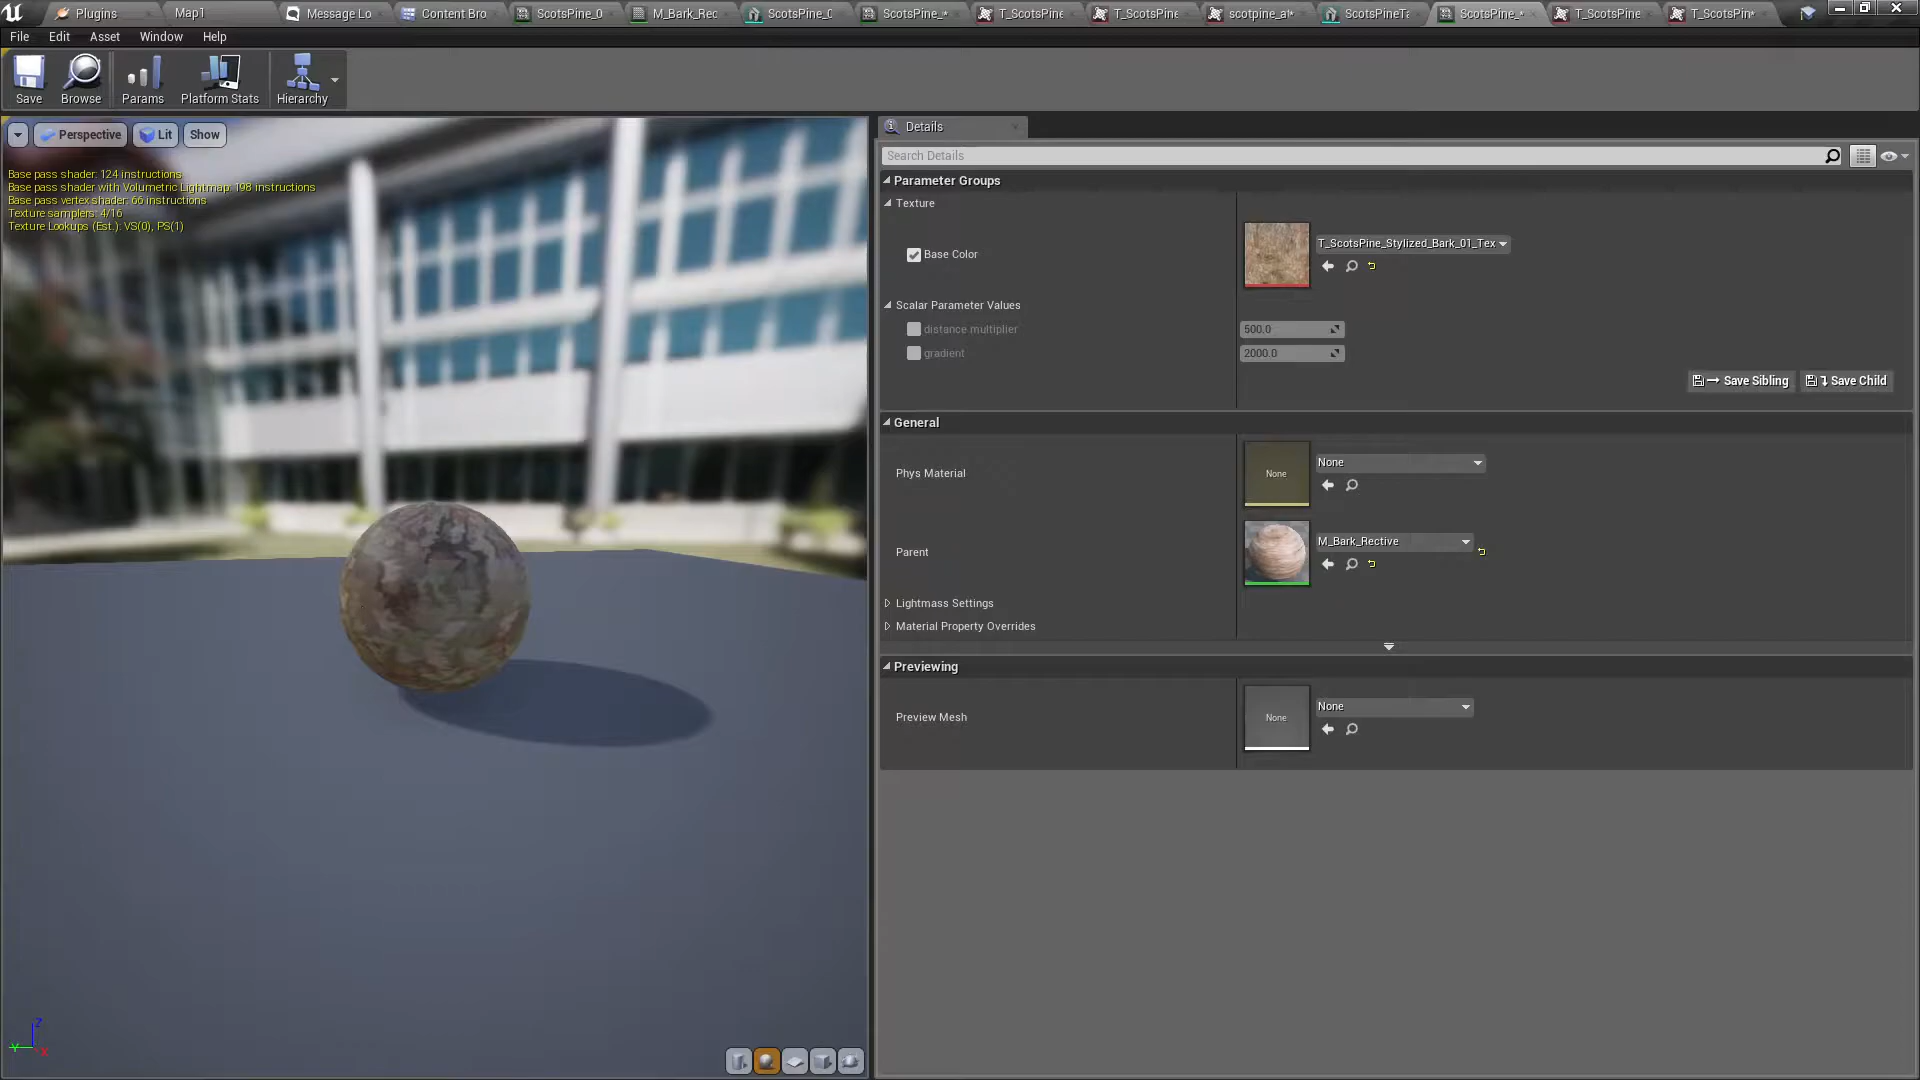 Plugins
Map1
Message Lo
Content Bro
ScotsPine_0
M_Bark_Rec
ScotsPine_0
ScotsPine_*
T_ScotsPine
T_ScotsPine
scotpine_al*
ScotsPineTa
ScotsPine_*
T_ScotsPine
T_ScotsPin*
File Edit Asset Window Help
Save Browse Params Platform Stats Hierarchy
Perspective Lit Show
Base pass shader: 124 instructions
Base pass shader with Volumetric Lightmap: 198 instructions
Base pass vertex shader: 66 instructions
Texture samplers: 4/16
Texture Lookups (Est.): VS(0), PS(1)
Z
Y
X
Details
Search Details
Parameter Groups
Texture
Base Color
T_ScotsPine_Stylized_Bark_01_Tex
Scalar Parameter Values
distance multiplier 500.0
gradient 2000.0
Save Sibling Save Child
General
Phys Material
None
None
Parent
M_Bark_Rective
Lightmass Settings
Material Property Overrides
Previewing
Preview Mesh
None
None